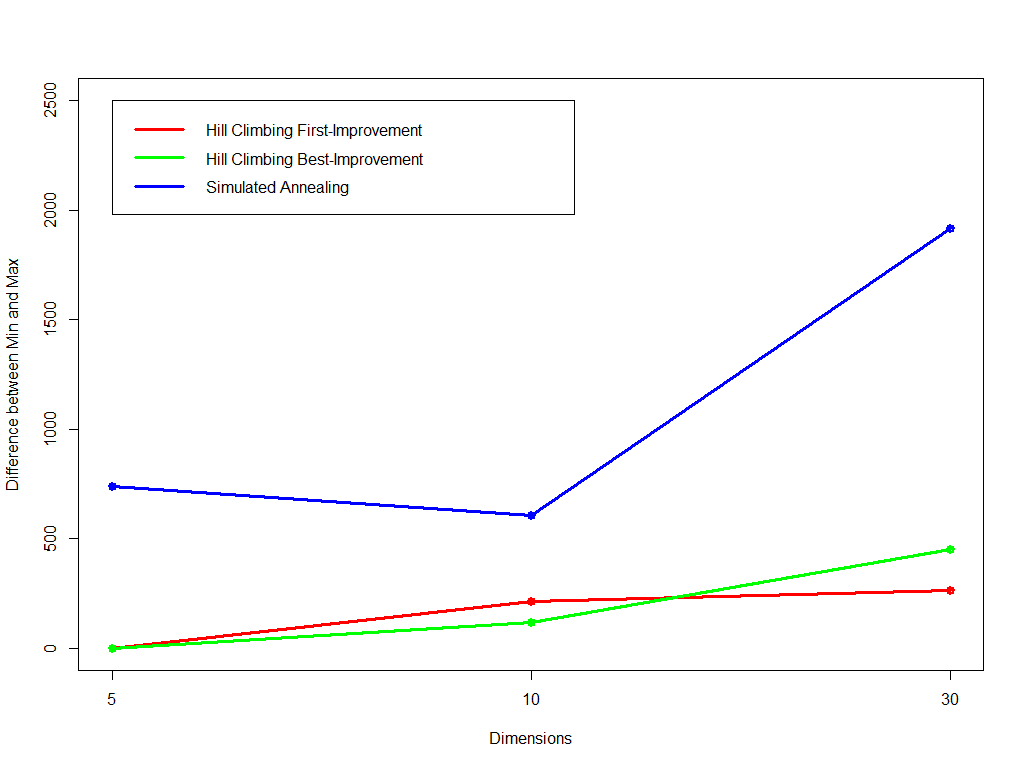 Hill Climbing First-Improvement
Hill Climbing Best-Improvement
Simulated Annealing
Difference between Min and Max
2500
2000
1500
1000
500
0
5 10 30
Dimensions